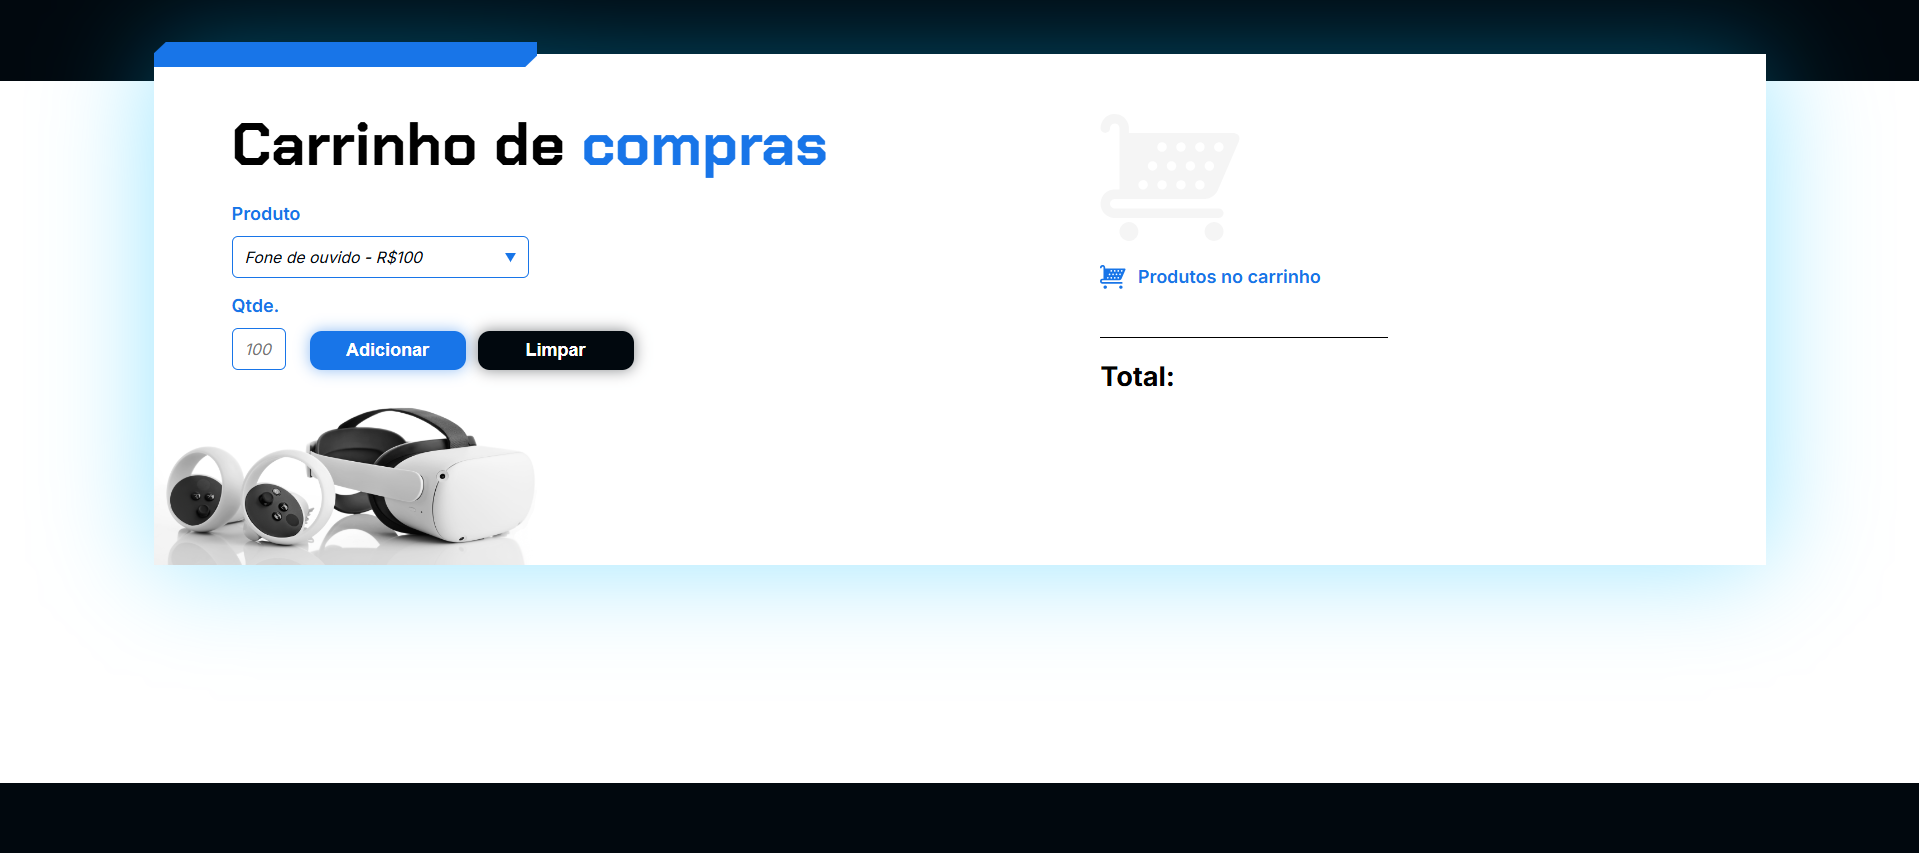 Carrinho de compras
Produto
Fone de ouvido - R$100
Qtde.
100
Adicionar
Limpar
Produtos no carrinho
Total: